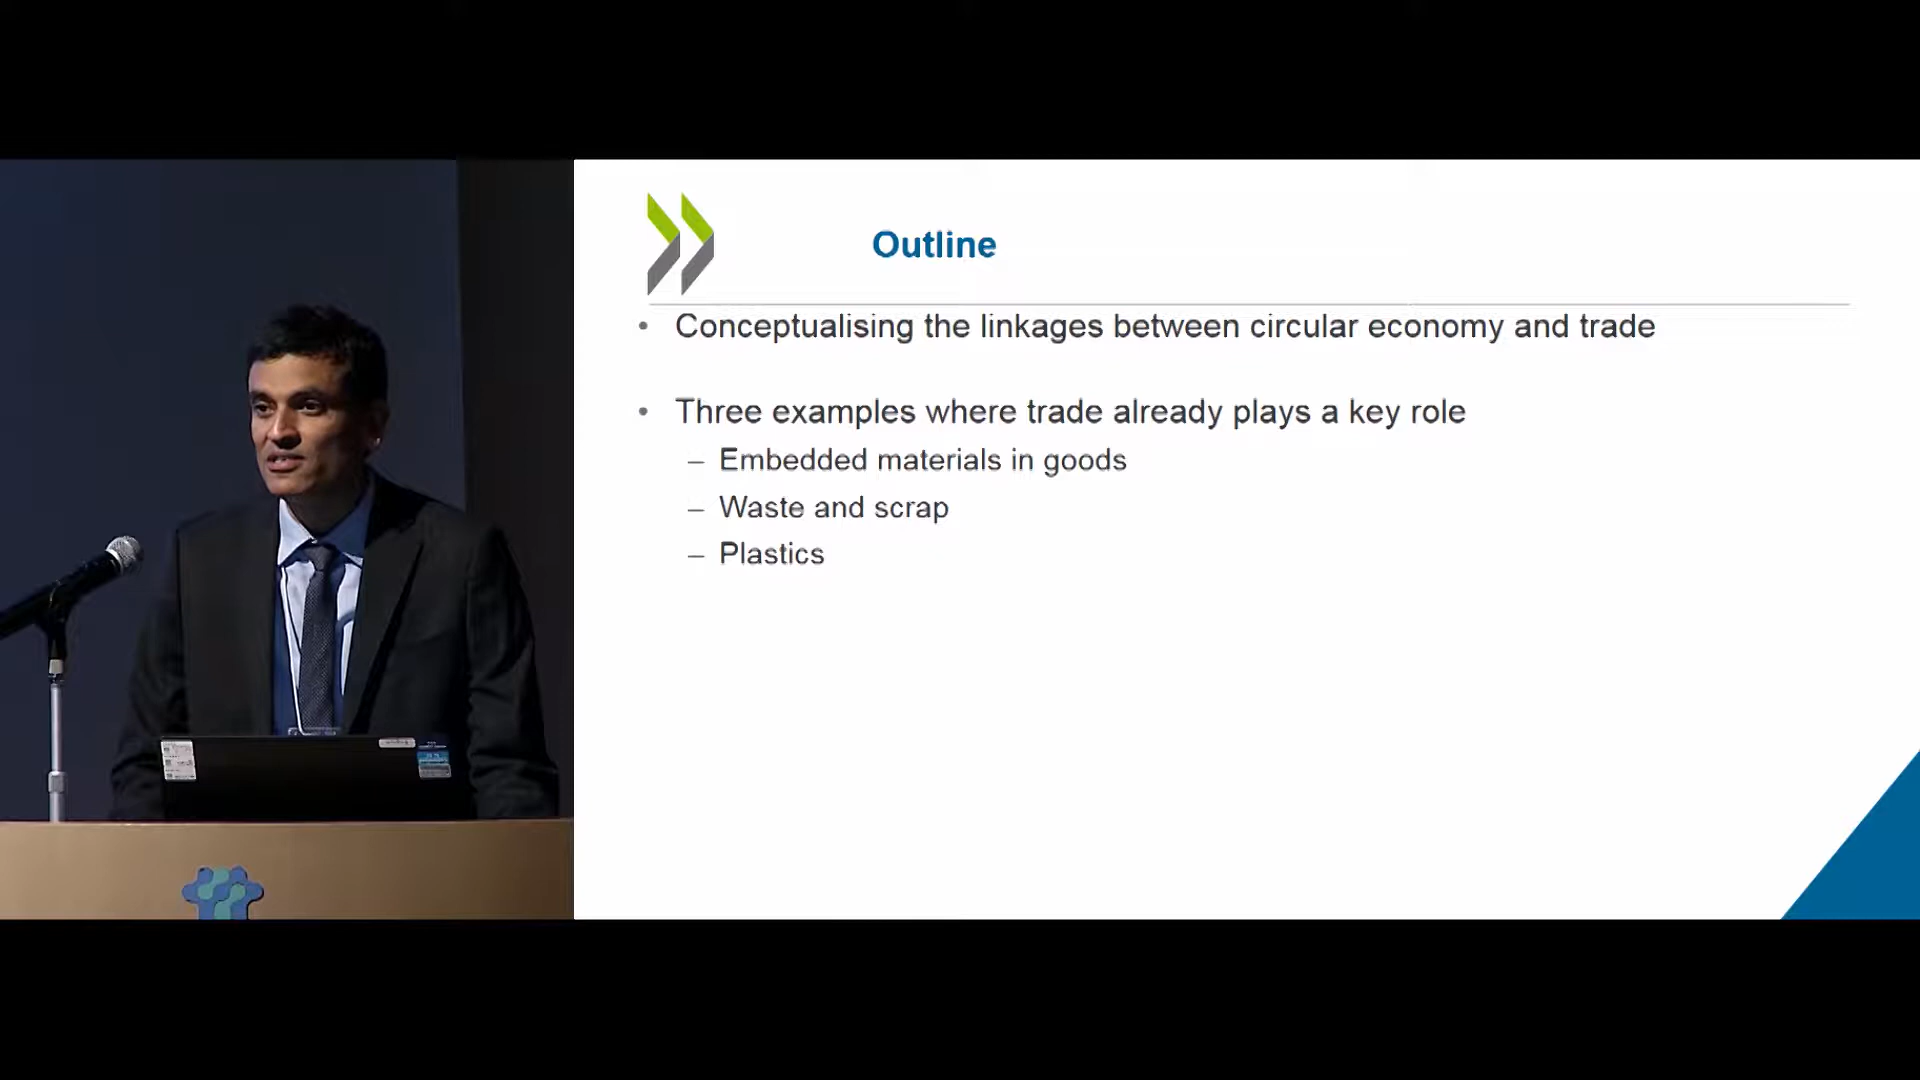 Outline
• Conceptualising the linkages between circular economy and trade
• Three examples where trade already plays a key role
– Embedded materials in goods
– Waste and scrap
– Plastics